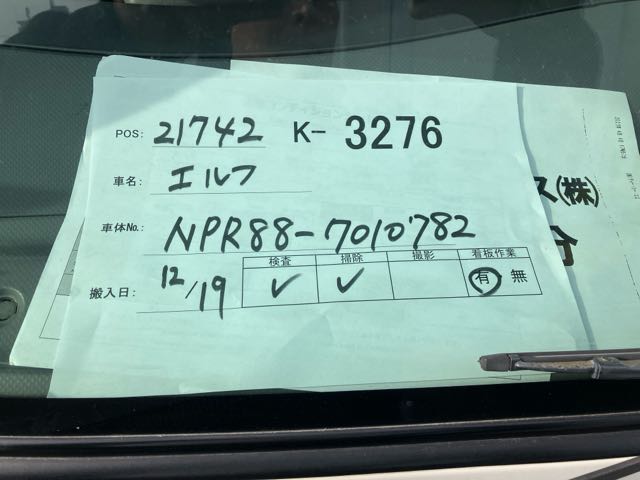 POS: 21742 K- 3276
車名: エルフ
車体No.: NPR88-7010782
搬入日: 12/19
検査 掃除 撮影 看板作業
✓ ✓ 有 無
ス(株)